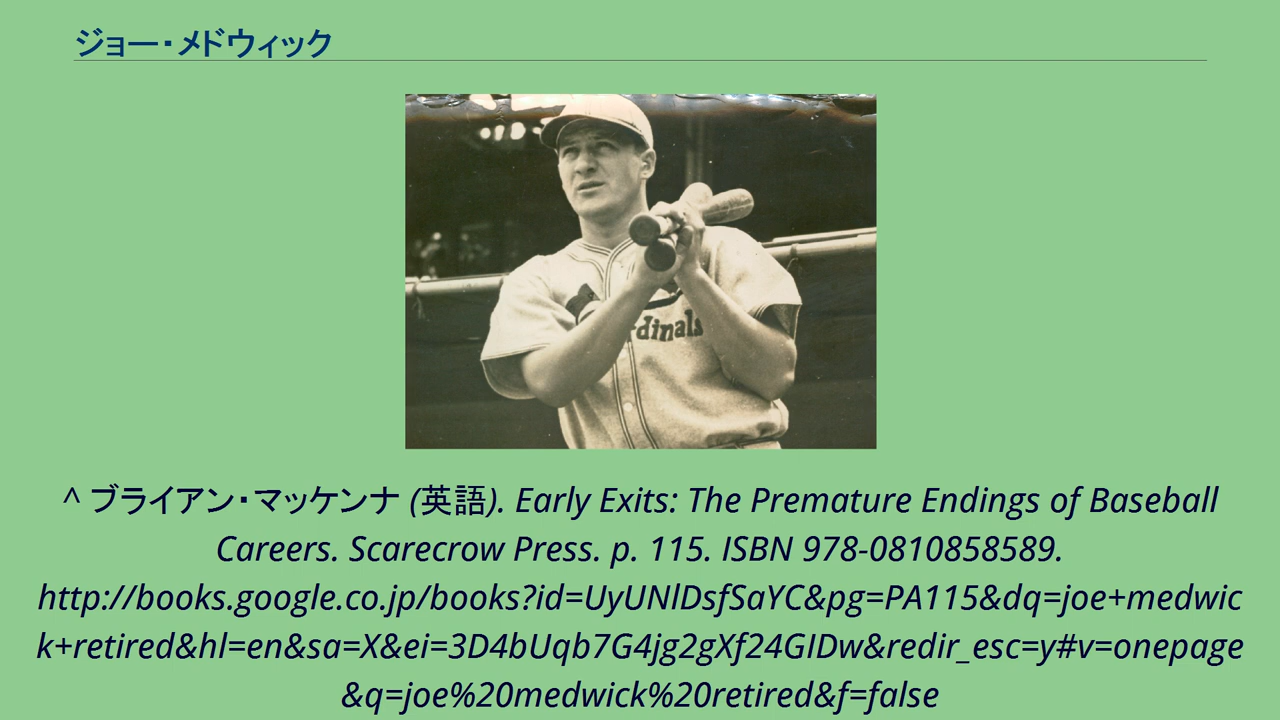 ジョー・メドウィック
rdinals
^ ブライアン・マッケンナ (英語). Early Exits: The Premature Endings of Baseball
Careers. Scarecrow Press. p. 115. ISBN 978-0810858589.
http://books.google.co.jp/books?id=UyUNlDsfSaYC&pg=PA115&dq=joe+medwic
k+retired&hl=en&sa=X&ei=3D4bUqb7G4jg2gXf24GIDw&redir_esc=y#v=onepage
&q=joe%20medwick%20retired&f=false